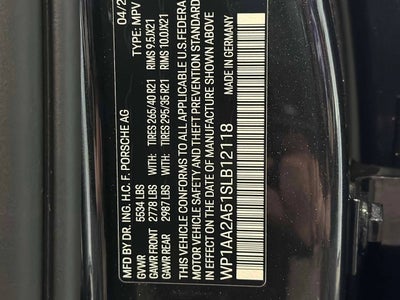 MFD BY DR. ING. H.C. F. PORSCHE AG 04/2
GVWR 5534 LBS TYPE: MPV
GAWR FRONT 2778 LBS WITH: TIRES 265/40 R21 RIMS 9.5JX21
GAWR REAR 2987 LBS WITH: TIRES 295/35 R21 RIMS 10.0JX21
THIS VEHICLE CONFORMS TO ALL APPLICABLE U.S. FEDERAL
MOTOR VEHICLE SAFETY AND THEFT PREVENTION STANDARD
IN EFFECT ON THE DATE OF MANUFACTURE SHOWN ABOVE
WP1AA2A51SLB12118 MADE IN GERMANY